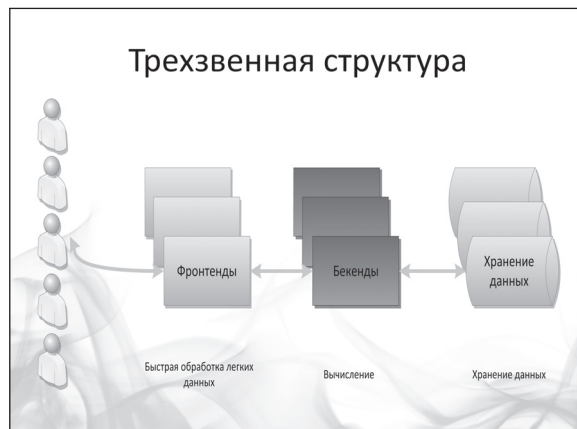 Трехзвенная структура
Фронтенды
Бекенды
Хранение
данных
Быстрая обработка легких
данных
Вычисление
Хранение данных